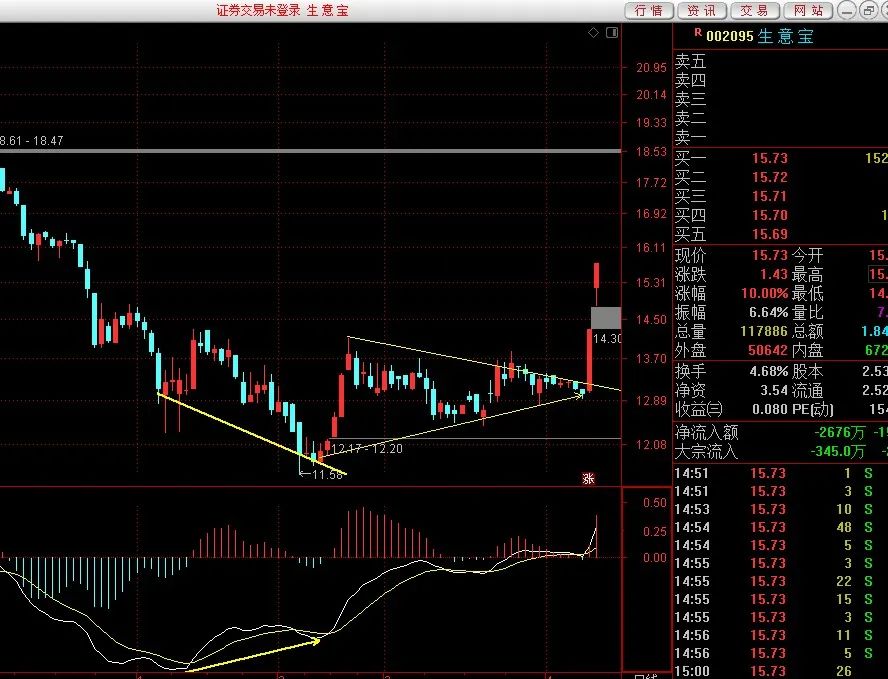 证券交易未登录 生意宝
行情 资讯 交易 网站
R 002095 生意宝
卖五
卖四
卖三
卖二
卖一
买一 15.73 152
买二 15.72
买三 15.71
买四 15.70 1
买五 15.69
现价 15.73 今开 15.
涨跌 1.43 最高 15.
涨幅 10.00% 最低 14.
振幅 6.64% 量比 7.
总量 117886 总额 1.84
外盘 50642 内盘 672
换手 4.68% 股本 2.53
净资 3.54 流通 2.52
收益㈢ 0.080 PE(动) 154
净流入额 -2676万 -19
大宗流入 -345.0万 -2
14:51 15.73 1 S
14:51 15.73 3 S
14:53 15.73 10 S
14:54 15.73 48 S
14:54 15.73 5 S
14:55 15.73 3 S
14:55 15.73 22 S
14:55 15.73 15 S
14:55 15.73 3 S
14:56 15.73 11 S
14:56 15.73 5 S
15:00 15.73 26
20.95
20.14
19.33
18.53
17.72
16.92
16.11
15.31
14.50
13.70
12.89
12.08
8.61 - 18.47
14.30
12.17 - 12.20
←11.58
涨
0.50
0.25
0.00